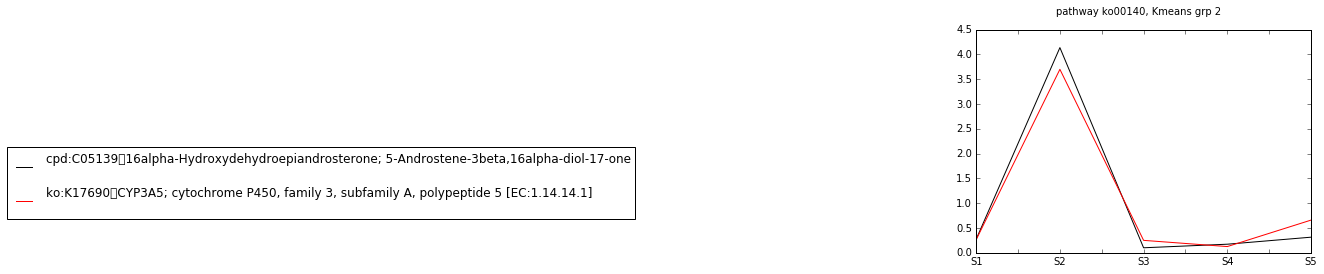 pathway ko00140, Kmeans grp 2
4.5
4.0
3.5
3.0
2.5
2.0
1.5
1.0
0.5
0.0
S1 S2 S3 S4 S5
cpd:C05139▯16alpha-Hydroxydehydroepiandrosterone; 5-Androstene-3beta,16alpha-diol-17-one
ko:K17690▯CYP3A5; cytochrome P450, family 3, subfamily A, polypeptide 5 [EC:1.14.14.1]